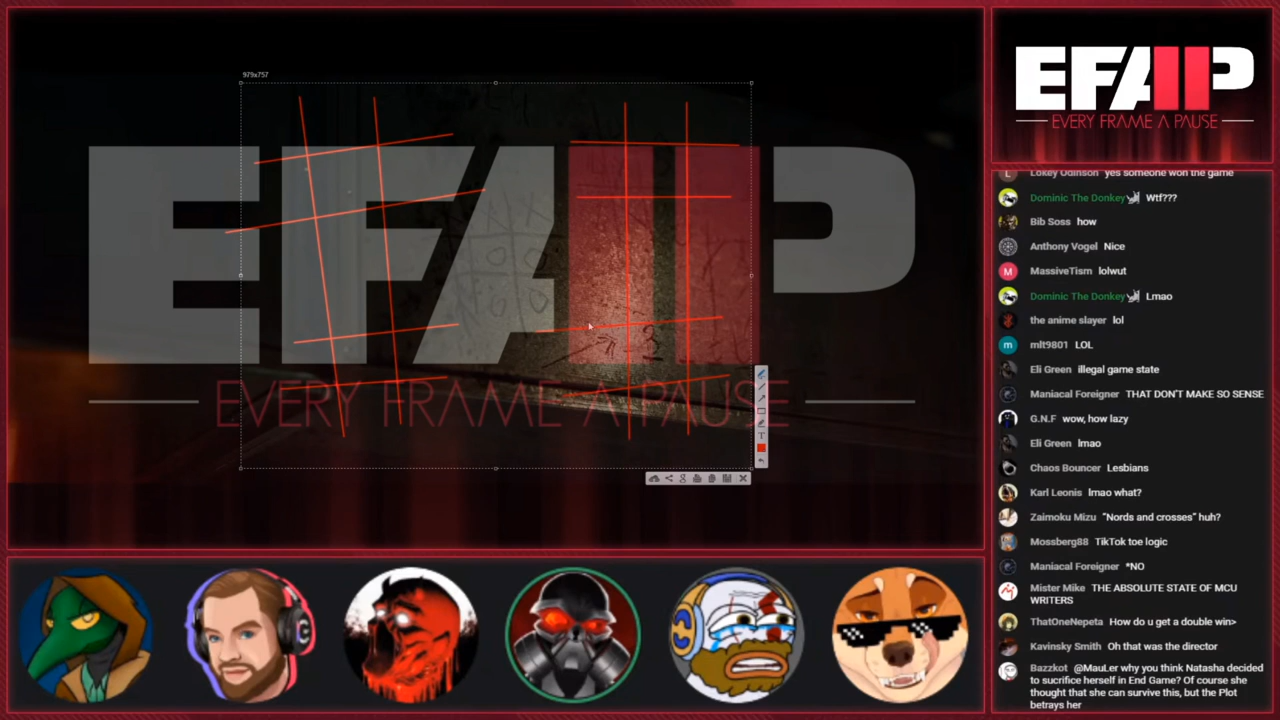 979x757
EFAP
EVERY FRAME A PAUSE
T
EFAP
EVERY FRAME A PAUSE
L Lokey Odinson yes someone won the game
Dominic The Donkey Wtf???
Bib Soss how
Anthony Vogel Nice
M MassiveTism lolwut
Dominic The Donkey Lmao
the anime slayer lol
m mlt9801 LOL
Eli Green illegal game state
Maniacal Foreigner THAT DON'T MAKE SO SENSE
G.N.F wow, how lazy
Eli Green lmao
Chaos Bouncer Lesbians
Karl Leonis lmao what?
Zaimoku Mizu "Nords and crosses" huh?
Mossberg88 TikTok toe logic
Maniacal Foreigner *NO
Mister Mike THE ABSOLUTE STATE OF MCU
WRITERS
ThatOneNepeta How do u get a double win>
Kavinsky Smith Oh that was the director
Bazzkot @MauLer why you think Natasha decided
to sucrifice herself in End Game? Of course she
thought that she can survive this, but the Plot
betrays her